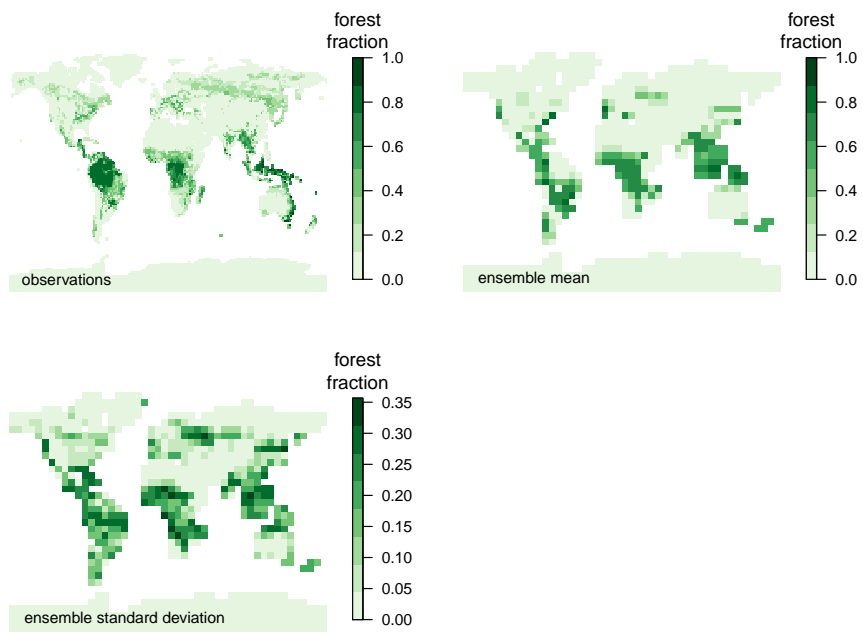 forest
fraction
1.0
0.8
0.6
0.4
0.2
0.0
observations
forest
fraction
1.0
0.8
0.6
0.4
0.2
0.0
ensemble mean
forest
fraction
0.35
0.30
0.25
0.20
0.15
0.10
0.05
0.00
ensemble standard deviation